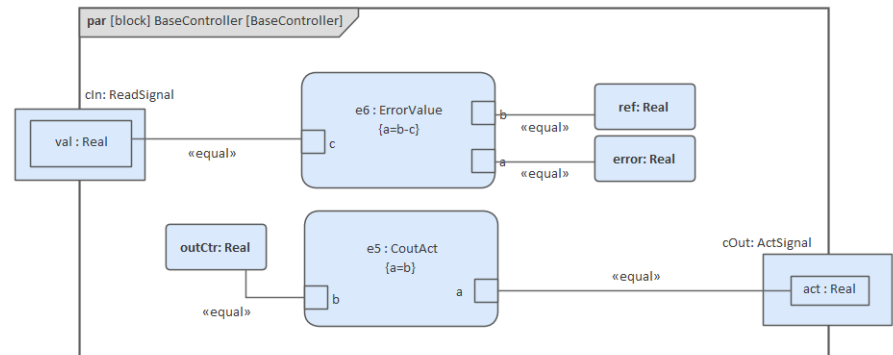 par [block] BaseController [BaseController]
cIn: ReadSignal
val : Real
«equal»
c
e6 : ErrorValue
{a=b-c}
b
«equal»
ref: Real
a
«equal»
error: Real
outCtr: Real
«equal»
b
e5 : CoutAct
{a=b}
a
«equal»
cOut: ActSignal
act : Real